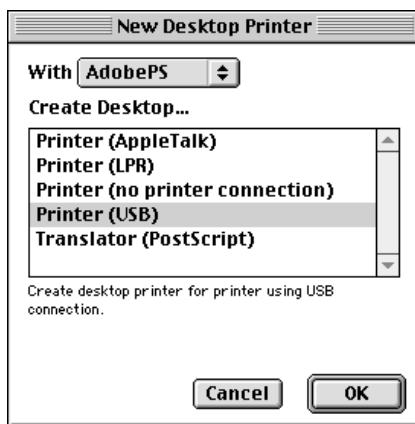 New Desktop Printer
With AdobePS
Create Desktop...
Printer (AppleTalk)
Printer (LPR)
Printer (no printer connection)
Printer (USB)
Translator (PostScript)
Create desktop printer for printer using USB
connection.
Cancel OK